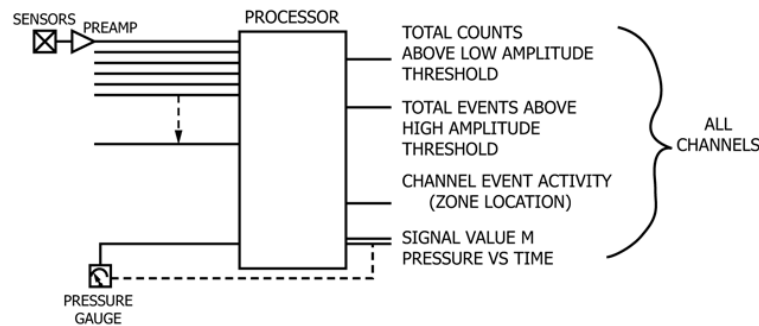 SENSORS
PREAMP
PROCESSOR
TOTAL COUNTS
ABOVE LOW AMPLITUDE
THRESHOLD
TOTAL EVENTS ABOVE
HIGH AMPLITUDE
THRESHOLD
CHANNEL EVENT ACTIVITY
(ZONE LOCATION)
SIGNAL VALUE M
PRESSURE VS TIME
ALL
CHANNELS
PRESSURE
GAUGE